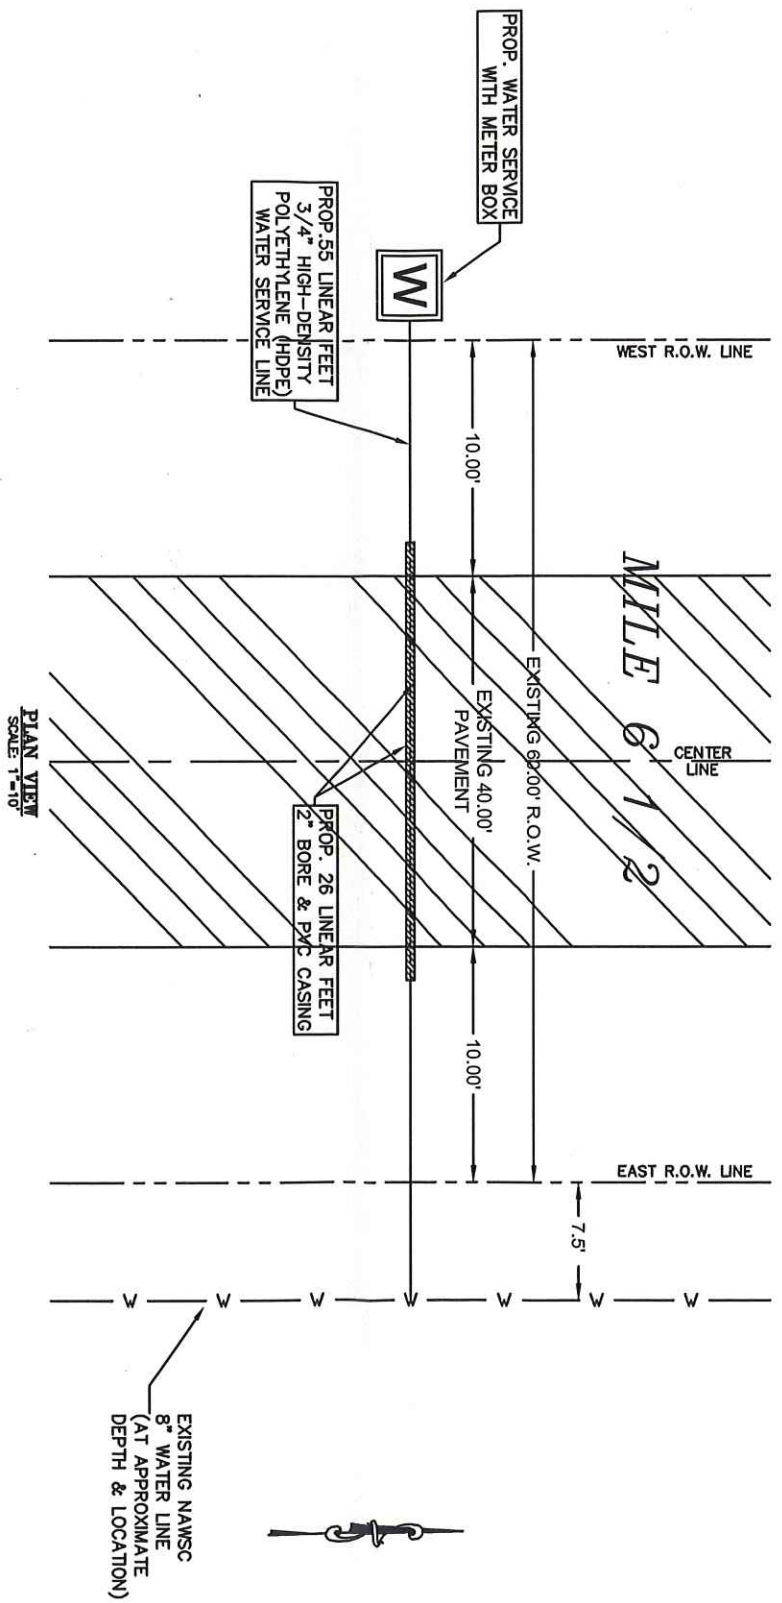 PROP. WATER SERVICE
WITH METER BOX
W
PROP.55 LINEAR FEET
3/4" HIGH-DENSITY
POLYETHYLENE (HDPE)
WATER SERVICE LINE
WEST R.O.W. LINE
10.00'
MILE 6 1/2
EXISTING 60.00' R.O.W.
EXISTING 40.00'
PAVEMENT
CENTER
LINE
PROP. 26 LINEAR FEET
2" BORE & PVC CASING
10.00'
EAST R.O.W. LINE
7.5'
W W W W W W W
EXISTING NAWSC
8" WATER LINE
(AT APPROXIMATE
DEPTH & LOCATION)
PLAN VIEW
SCALE: 1"=10'